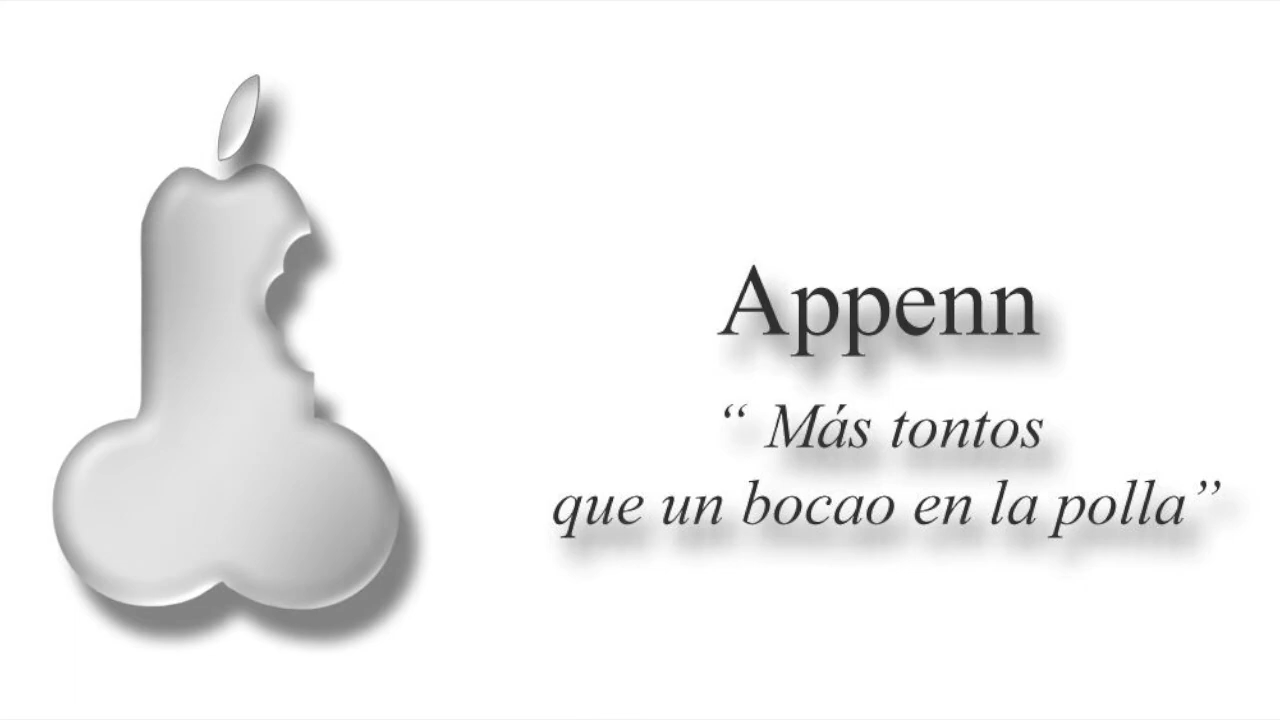 Appenn
“ Más tontos
que un bocao en la polla”